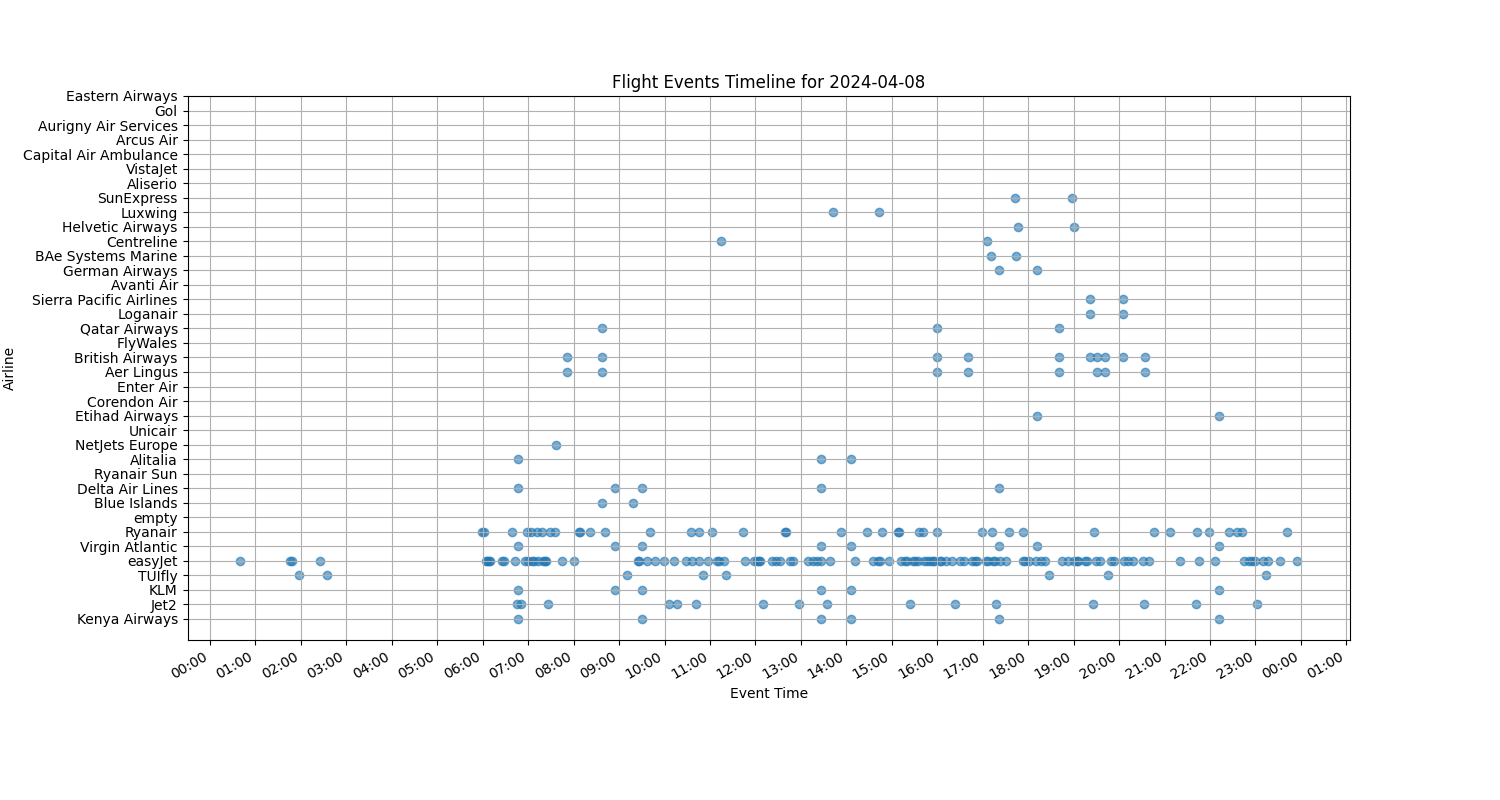 Flight Events Timeline for 2024-04-08
Eastern Airways
Gol
Aurigny Air Services
Arcus Air
Capital Air Ambulance
VistaJet
Aliserio
SunExpress
Luxwing
Helvetic Airways
Centreline
BAe Systems Marine
German Airways
Avanti Air
Sierra Pacific Airlines
Loganair
Qatar Airways
FlyWales
British Airways
Aer Lingus
Enter Air
Corendon Air
Etihad Airways
Unicair
NetJets Europe
Alitalia
Ryanair Sun
Delta Air Lines
Blue Islands
empty
Ryanair
Virgin Atlantic
easyJet
TUIfly
KLM
Jet2
Kenya Airways
Airline
00:00 01:00 02:00 03:00 04:00 05:00 06:00 07:00 08:00 09:00 10:00 11:00 12:00 13:00 14:00 15:00 16:00 17:00 18:00 19:00 20:00 21:00 22:00 23:00 00:00 01:00
Event Time